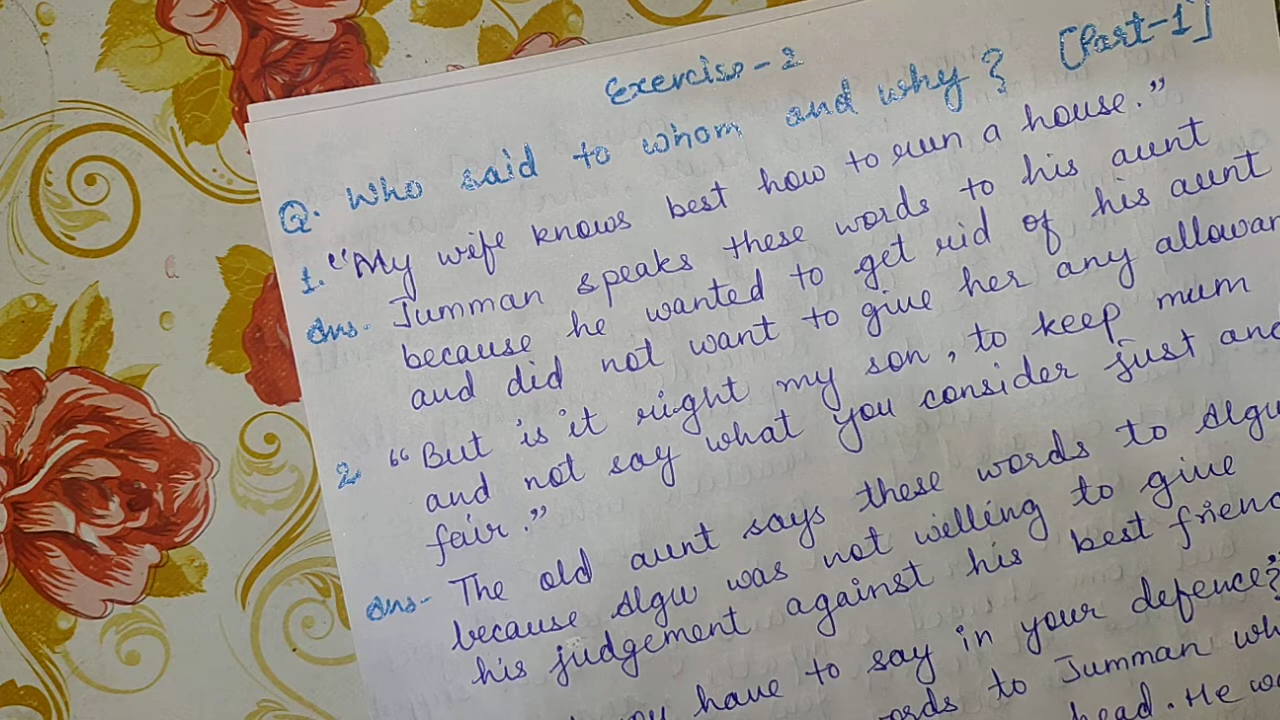 Exercise - 2 [Part-1]
Q. Who said to whom and why?
1. "My wife knows best how to run a house."
Ans- Jumman speaks these words to his aunt
because he wanted to get rid of his aunt
and did not want to give her any allowan
2. "But is it right my son, to keep mum
and not say what you consider just and
fair."
Ans- The old aunt says these words to Algu
because Algu was not willing to give
his judgement against his best friend
have to say in your defence?
to Jumman wh
head. He wa